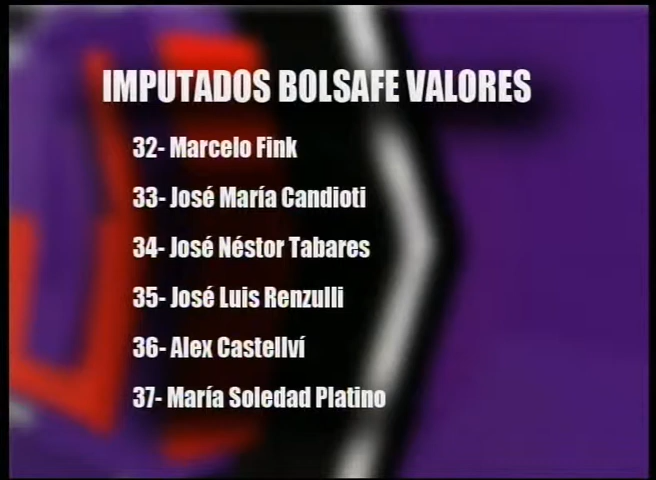 IMPUTADOS BOLSAFE VALORES
32- Marcelo Fink
33- José María Candioti
34- José Néstor Tabares
35- José Luis Renzulli
36- Alex Castellví
37- María Soledad Platino